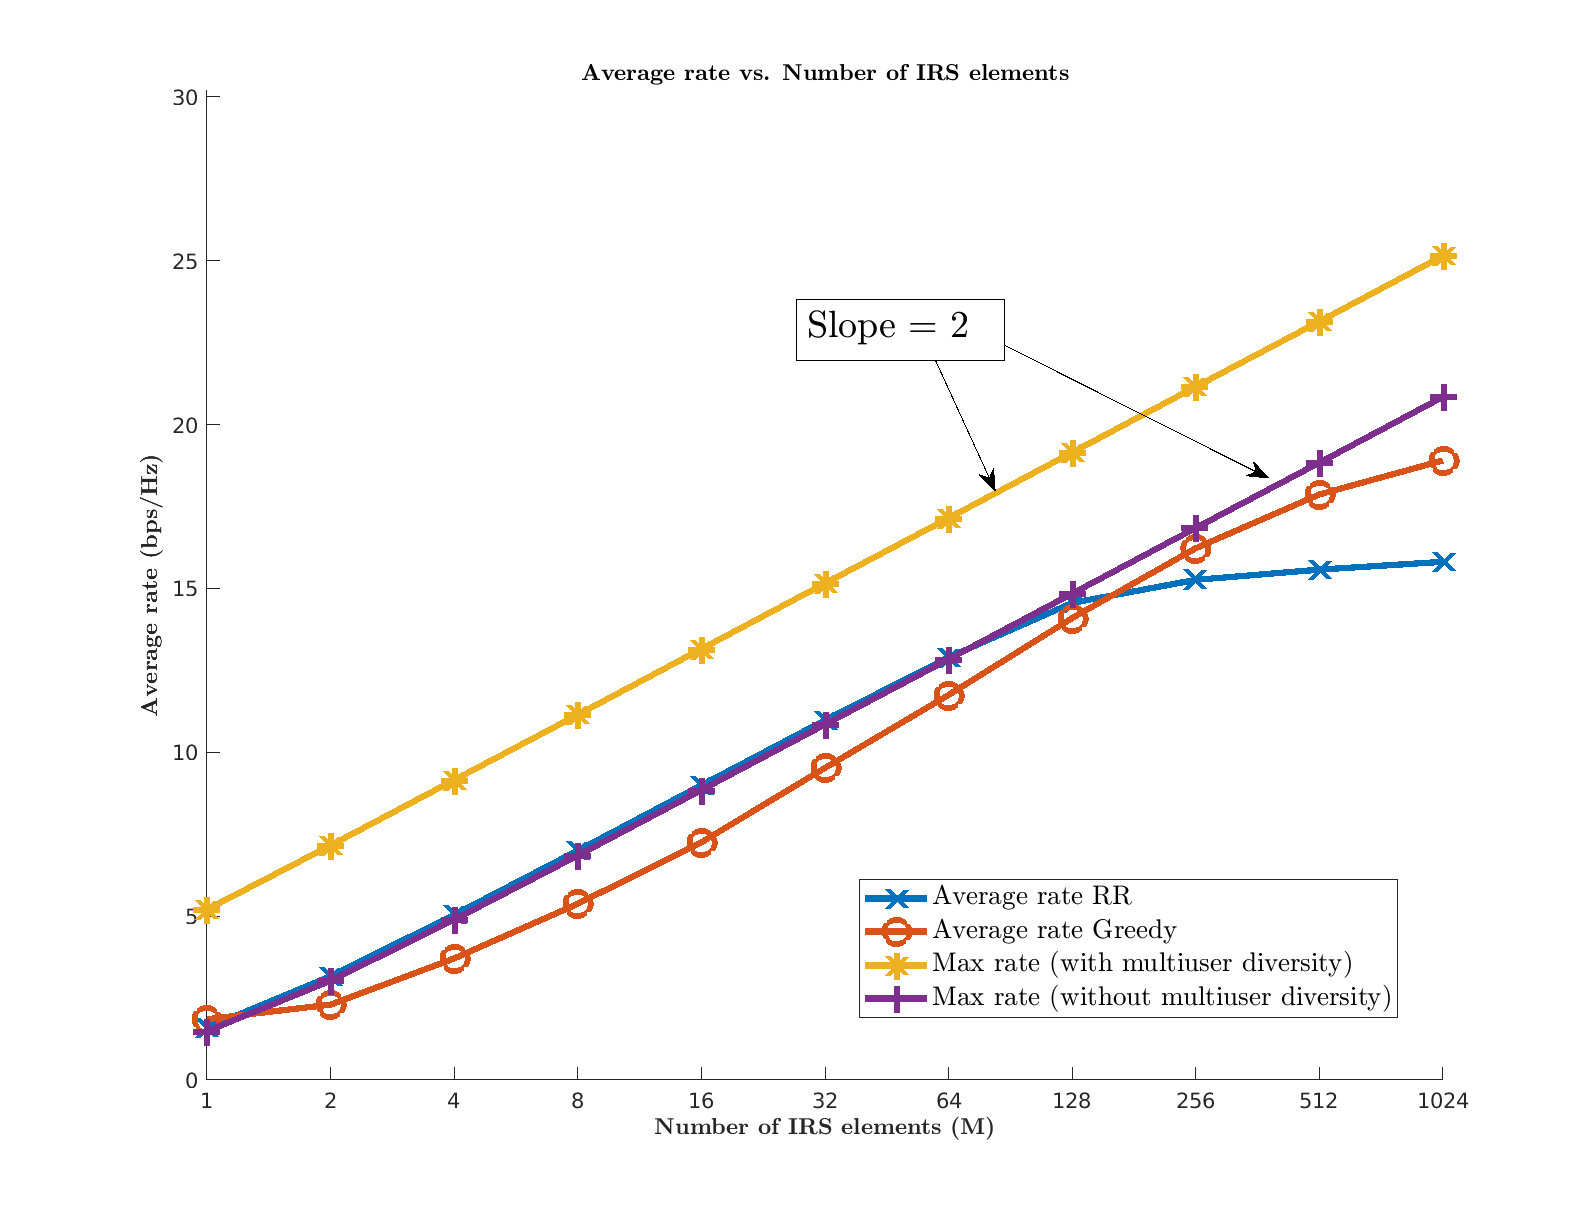 Average rate vs. Number of IRS elements
30
25
20
15
10
5
0
Average rate (bps/Hz)
Slope = 2
Average rate RR
Average rate Greedy
Max rate (with multiuser diversity)
Max rate (without multiuser diversity)
1 2 4 8 16 32 64 128 256 512 1024
Number of IRS elements (M)